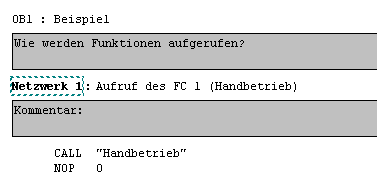 OB1 : Beispiel
Wie werden Funktionen aufgerufen?
Netzwerk 1: Aufruf des FC 1 (Handbetrieb)
Kommentar:
CALL "Handbetrieb"
NOP 0